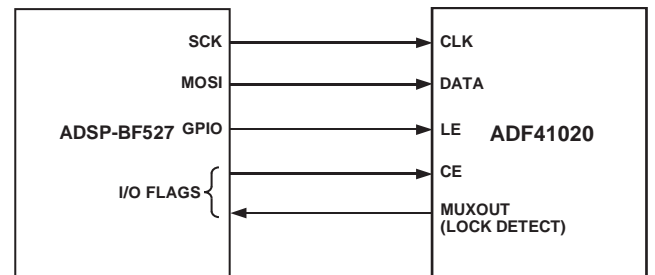 SCK
CLK
MOSI
DATA
ADSP-BF527
GPIO
LE
ADF41020
CE
I/O FLAGS
MUXOUT
(LOCK DETECT)